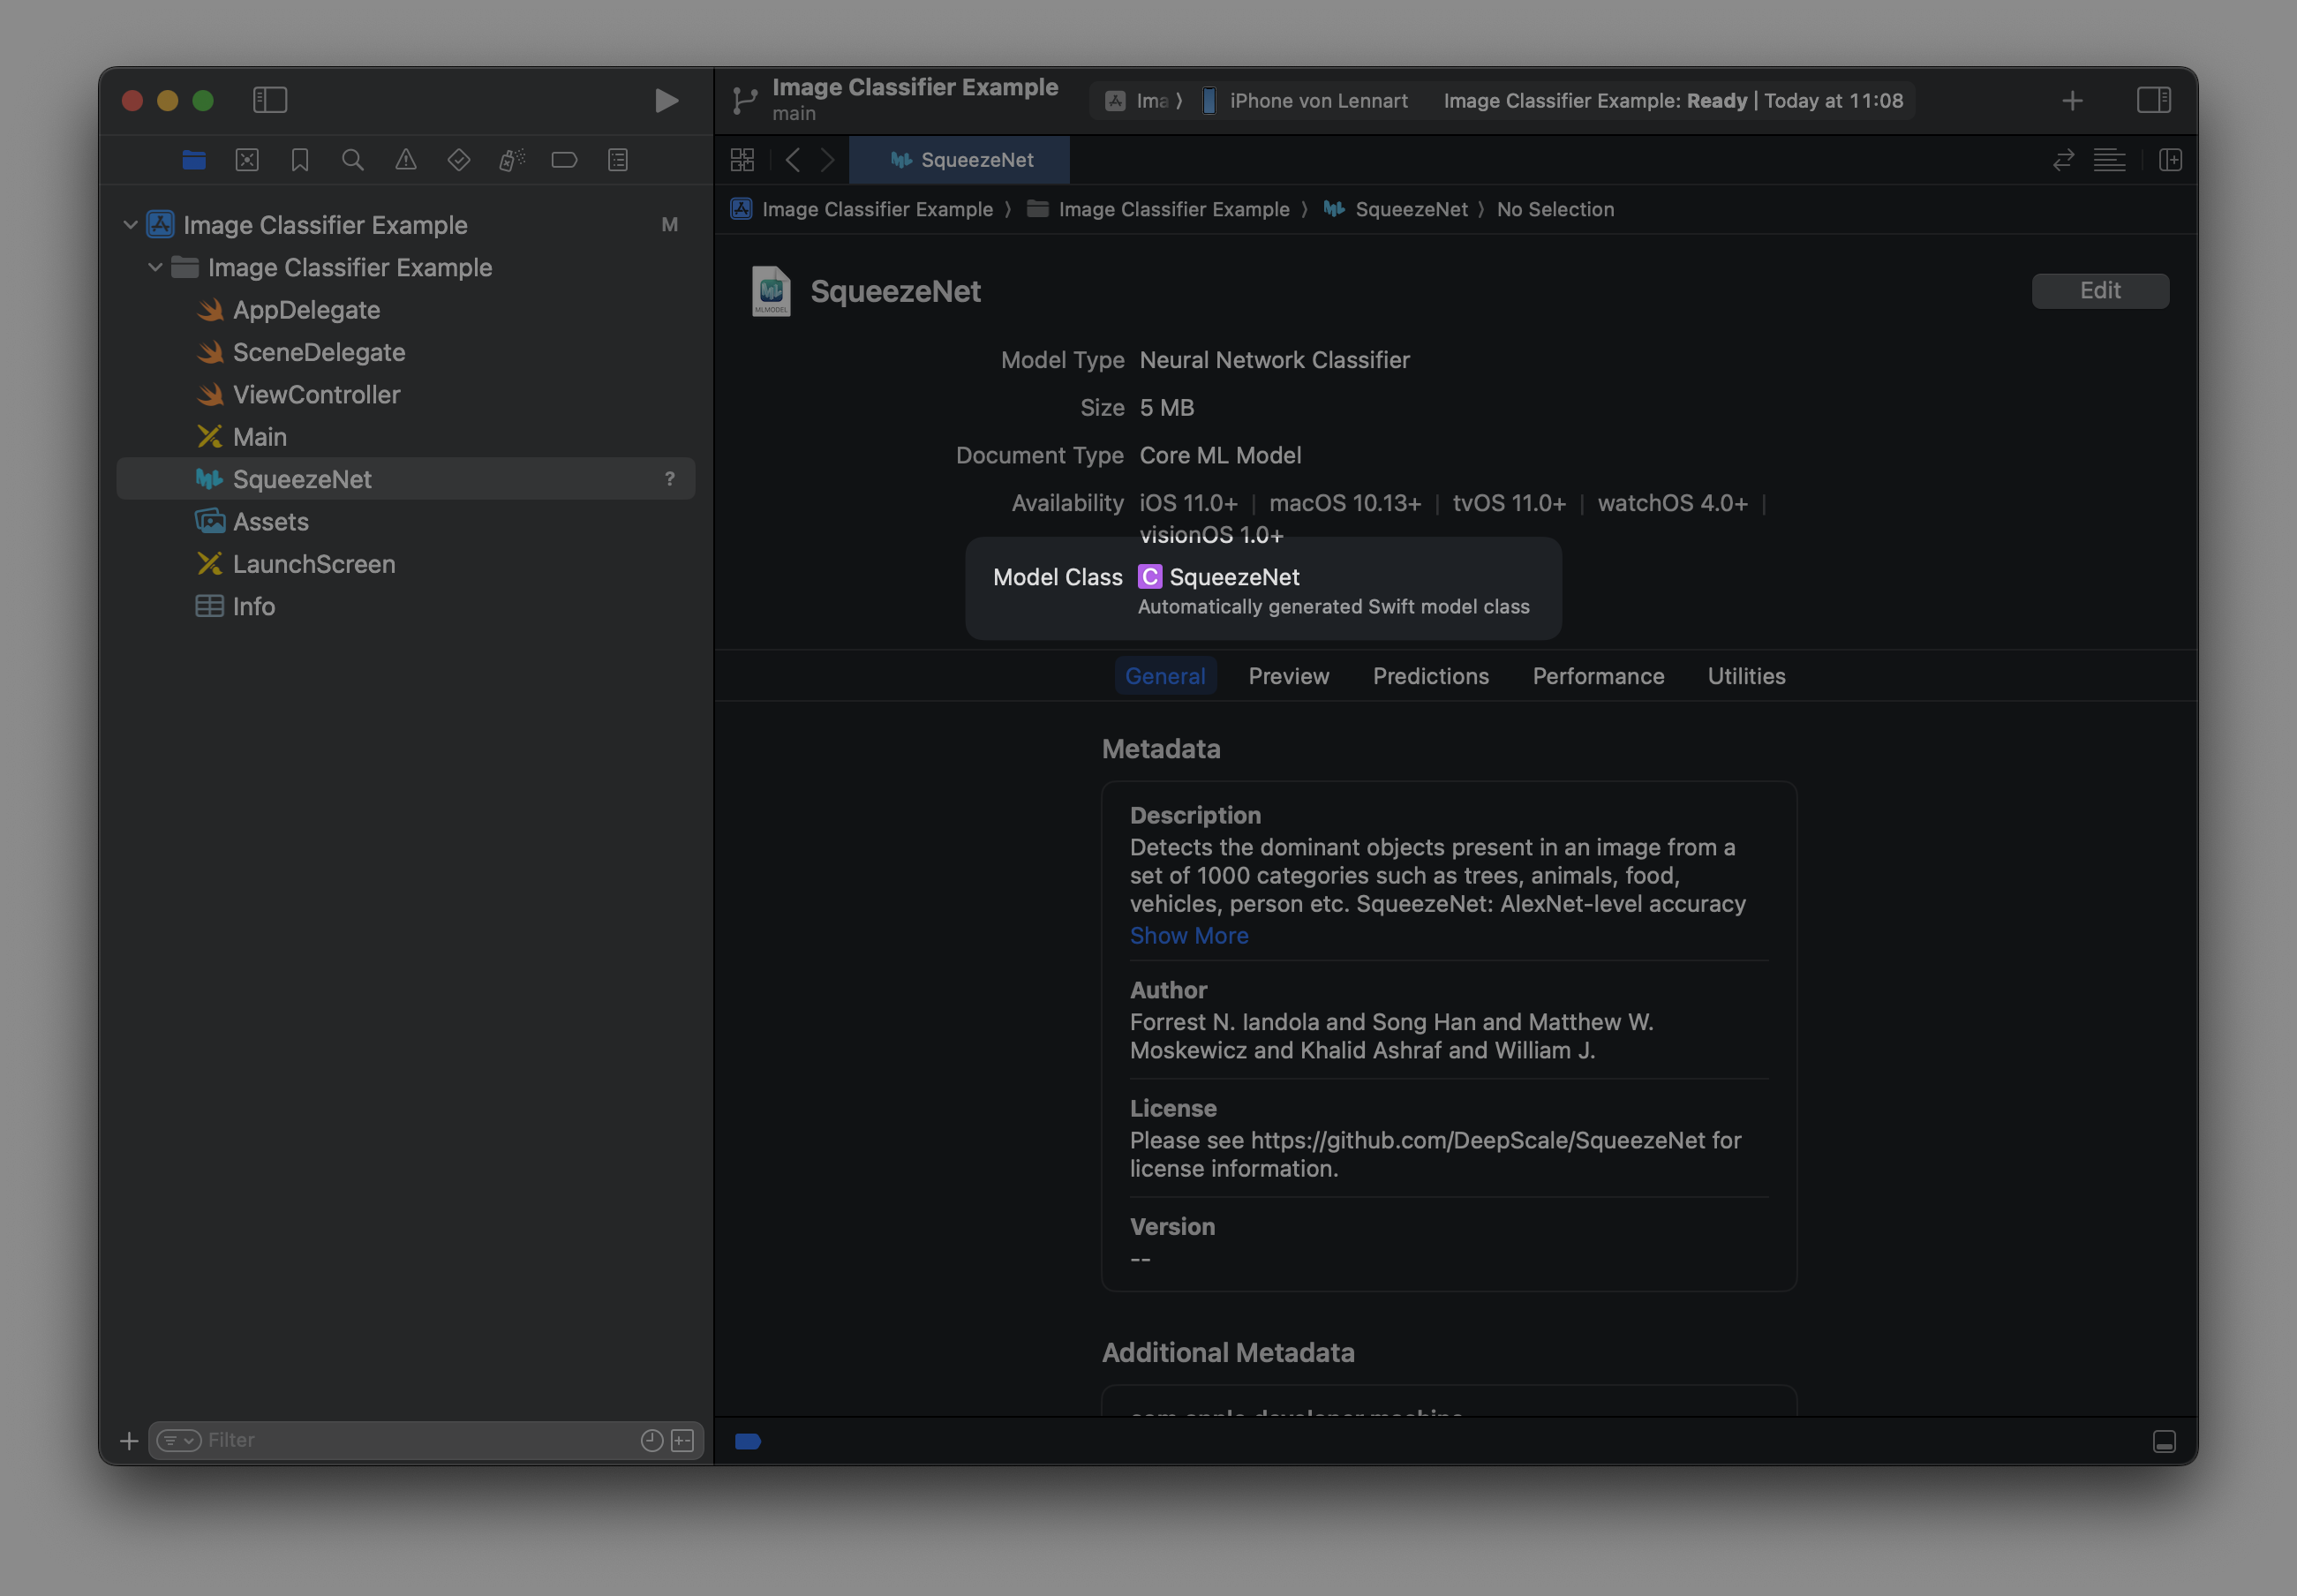 Image Classifier Example
main
Ima
iPhone von Lennart
Image Classifier Example: Ready | Today at 11:08
SqueezeNet
Image Classifier Example
Image Classifier Example
SqueezeNet
No Selection
Image Classifier Example
M
Image Classifier Example
AppDelegate
SceneDelegate
ViewController
Main
SqueezeNet
?
Assets
LaunchScreen
Info
Filter
MLMODEL
SqueezeNet
Edit
Model Type Neural Network Classifier
Size 5 MB
Document Type Core ML Model
Availability iOS 11.0+ | macOS 10.13+ | tvOS 11.0+ | watchOS 4.0+ |
visionOS 1.0+
Model Class C SqueezeNet
Automatically generated Swift model class
General Preview Predictions Performance Utilities
Metadata
Description
Detects the dominant objects present in an image from a
set of 1000 categories such as trees, animals, food,
vehicles, person etc. SqueezeNet: AlexNet-level accuracy
Show More
Author
Forrest N. Iandola and Song Han and Matthew W.
Moskewicz and Khalid Ashraf and William J.
License
Please see https://github.com/DeepScale/SqueezeNet for
license information.
Version
--
Additional Metadata